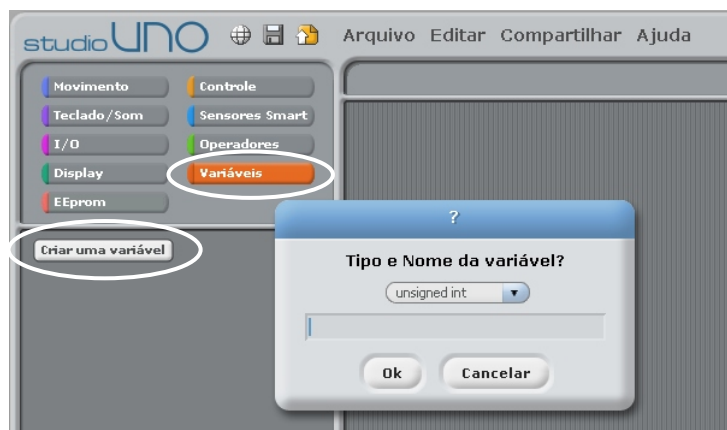 studio UNO
Arquivo Editar Compartilhar Ajuda
Movimento Controle
Teclado/Som Sensores Smart
I/O Operadores
Display Variáveis
EEprom
Criar uma variável
?
Tipo e Nome da variável?
unsigned int
Ok Cancelar